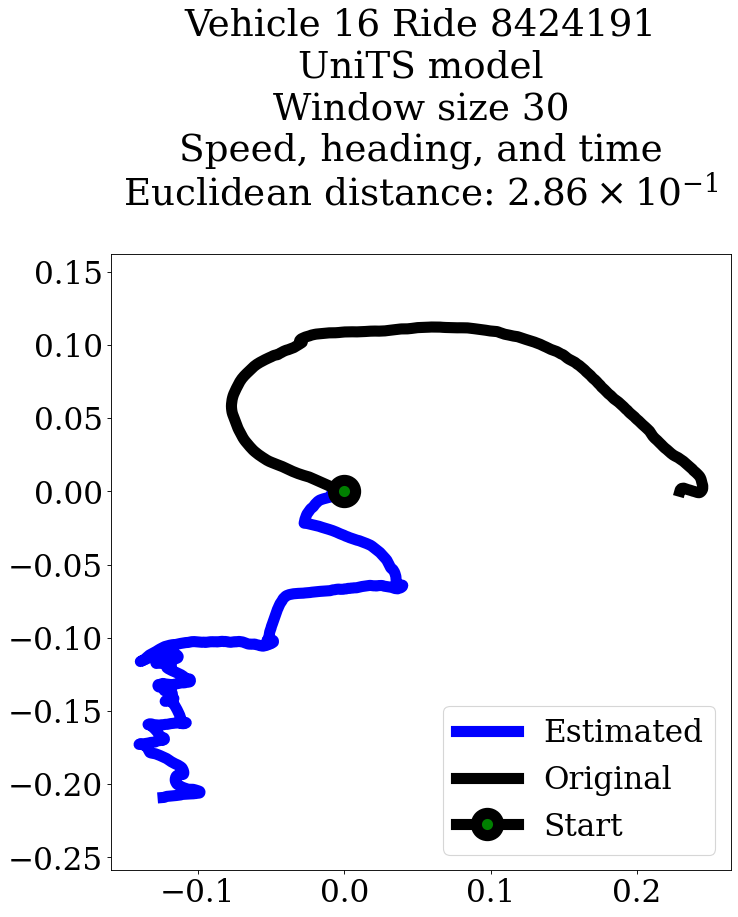 Vehicle 16 Ride 8424191
UniTS model
Window size 30
Speed, heading, and time
Euclidean distance: 2.86 × 10⁻¹
0.15
0.10
0.05
0.00
−0.05
−0.10
−0.15
−0.20
−0.25
Estimated
Original
Start
−0.1 0.0 0.1 0.2